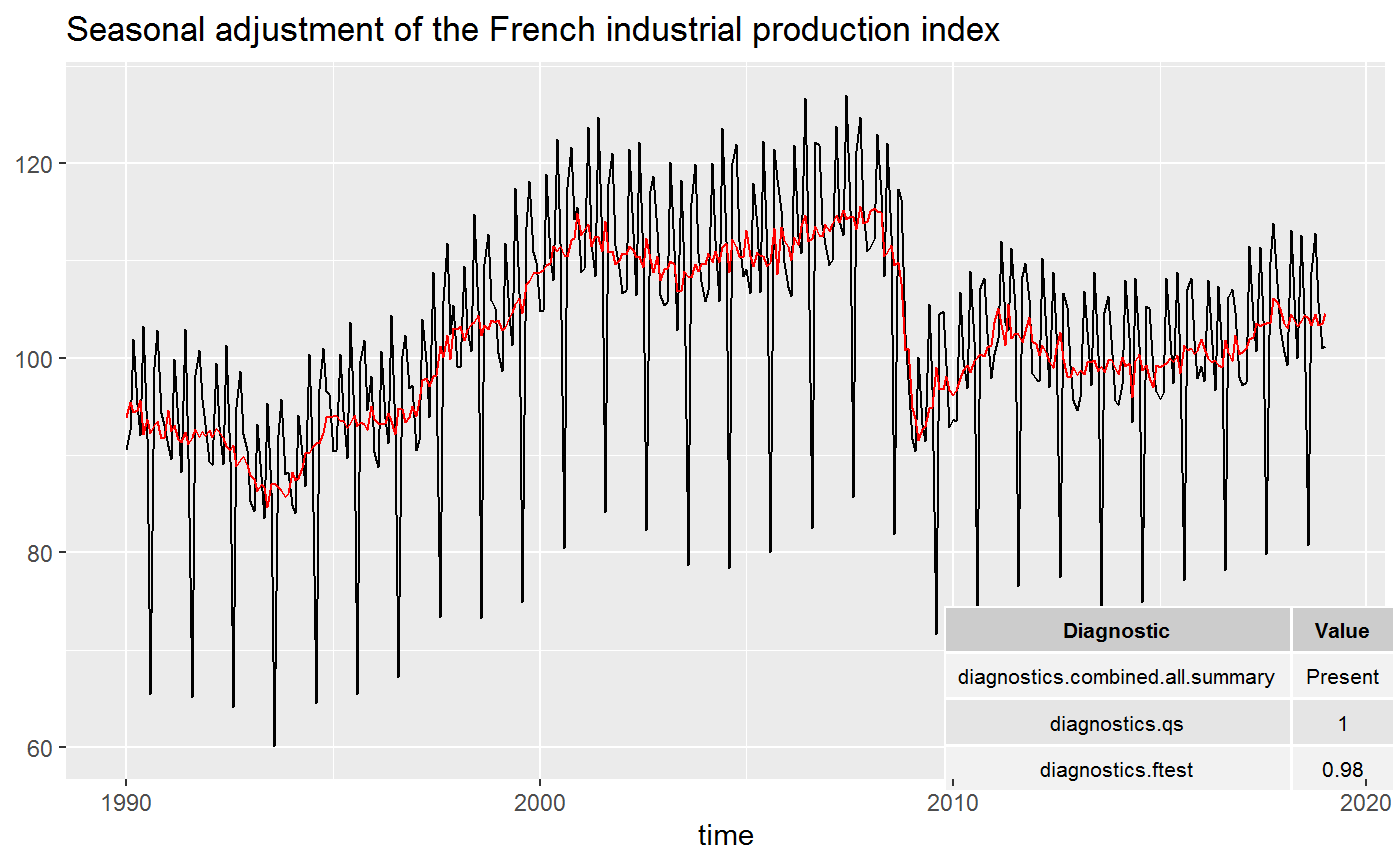 Seasonal adjustment of the French industrial production index
120
100
80
60
Diagnostic Value
diagnostics.combined.all.summary Present
diagnostics.qs 1
diagnostics.ftest 0.98
1990 2000 2010 2020
time